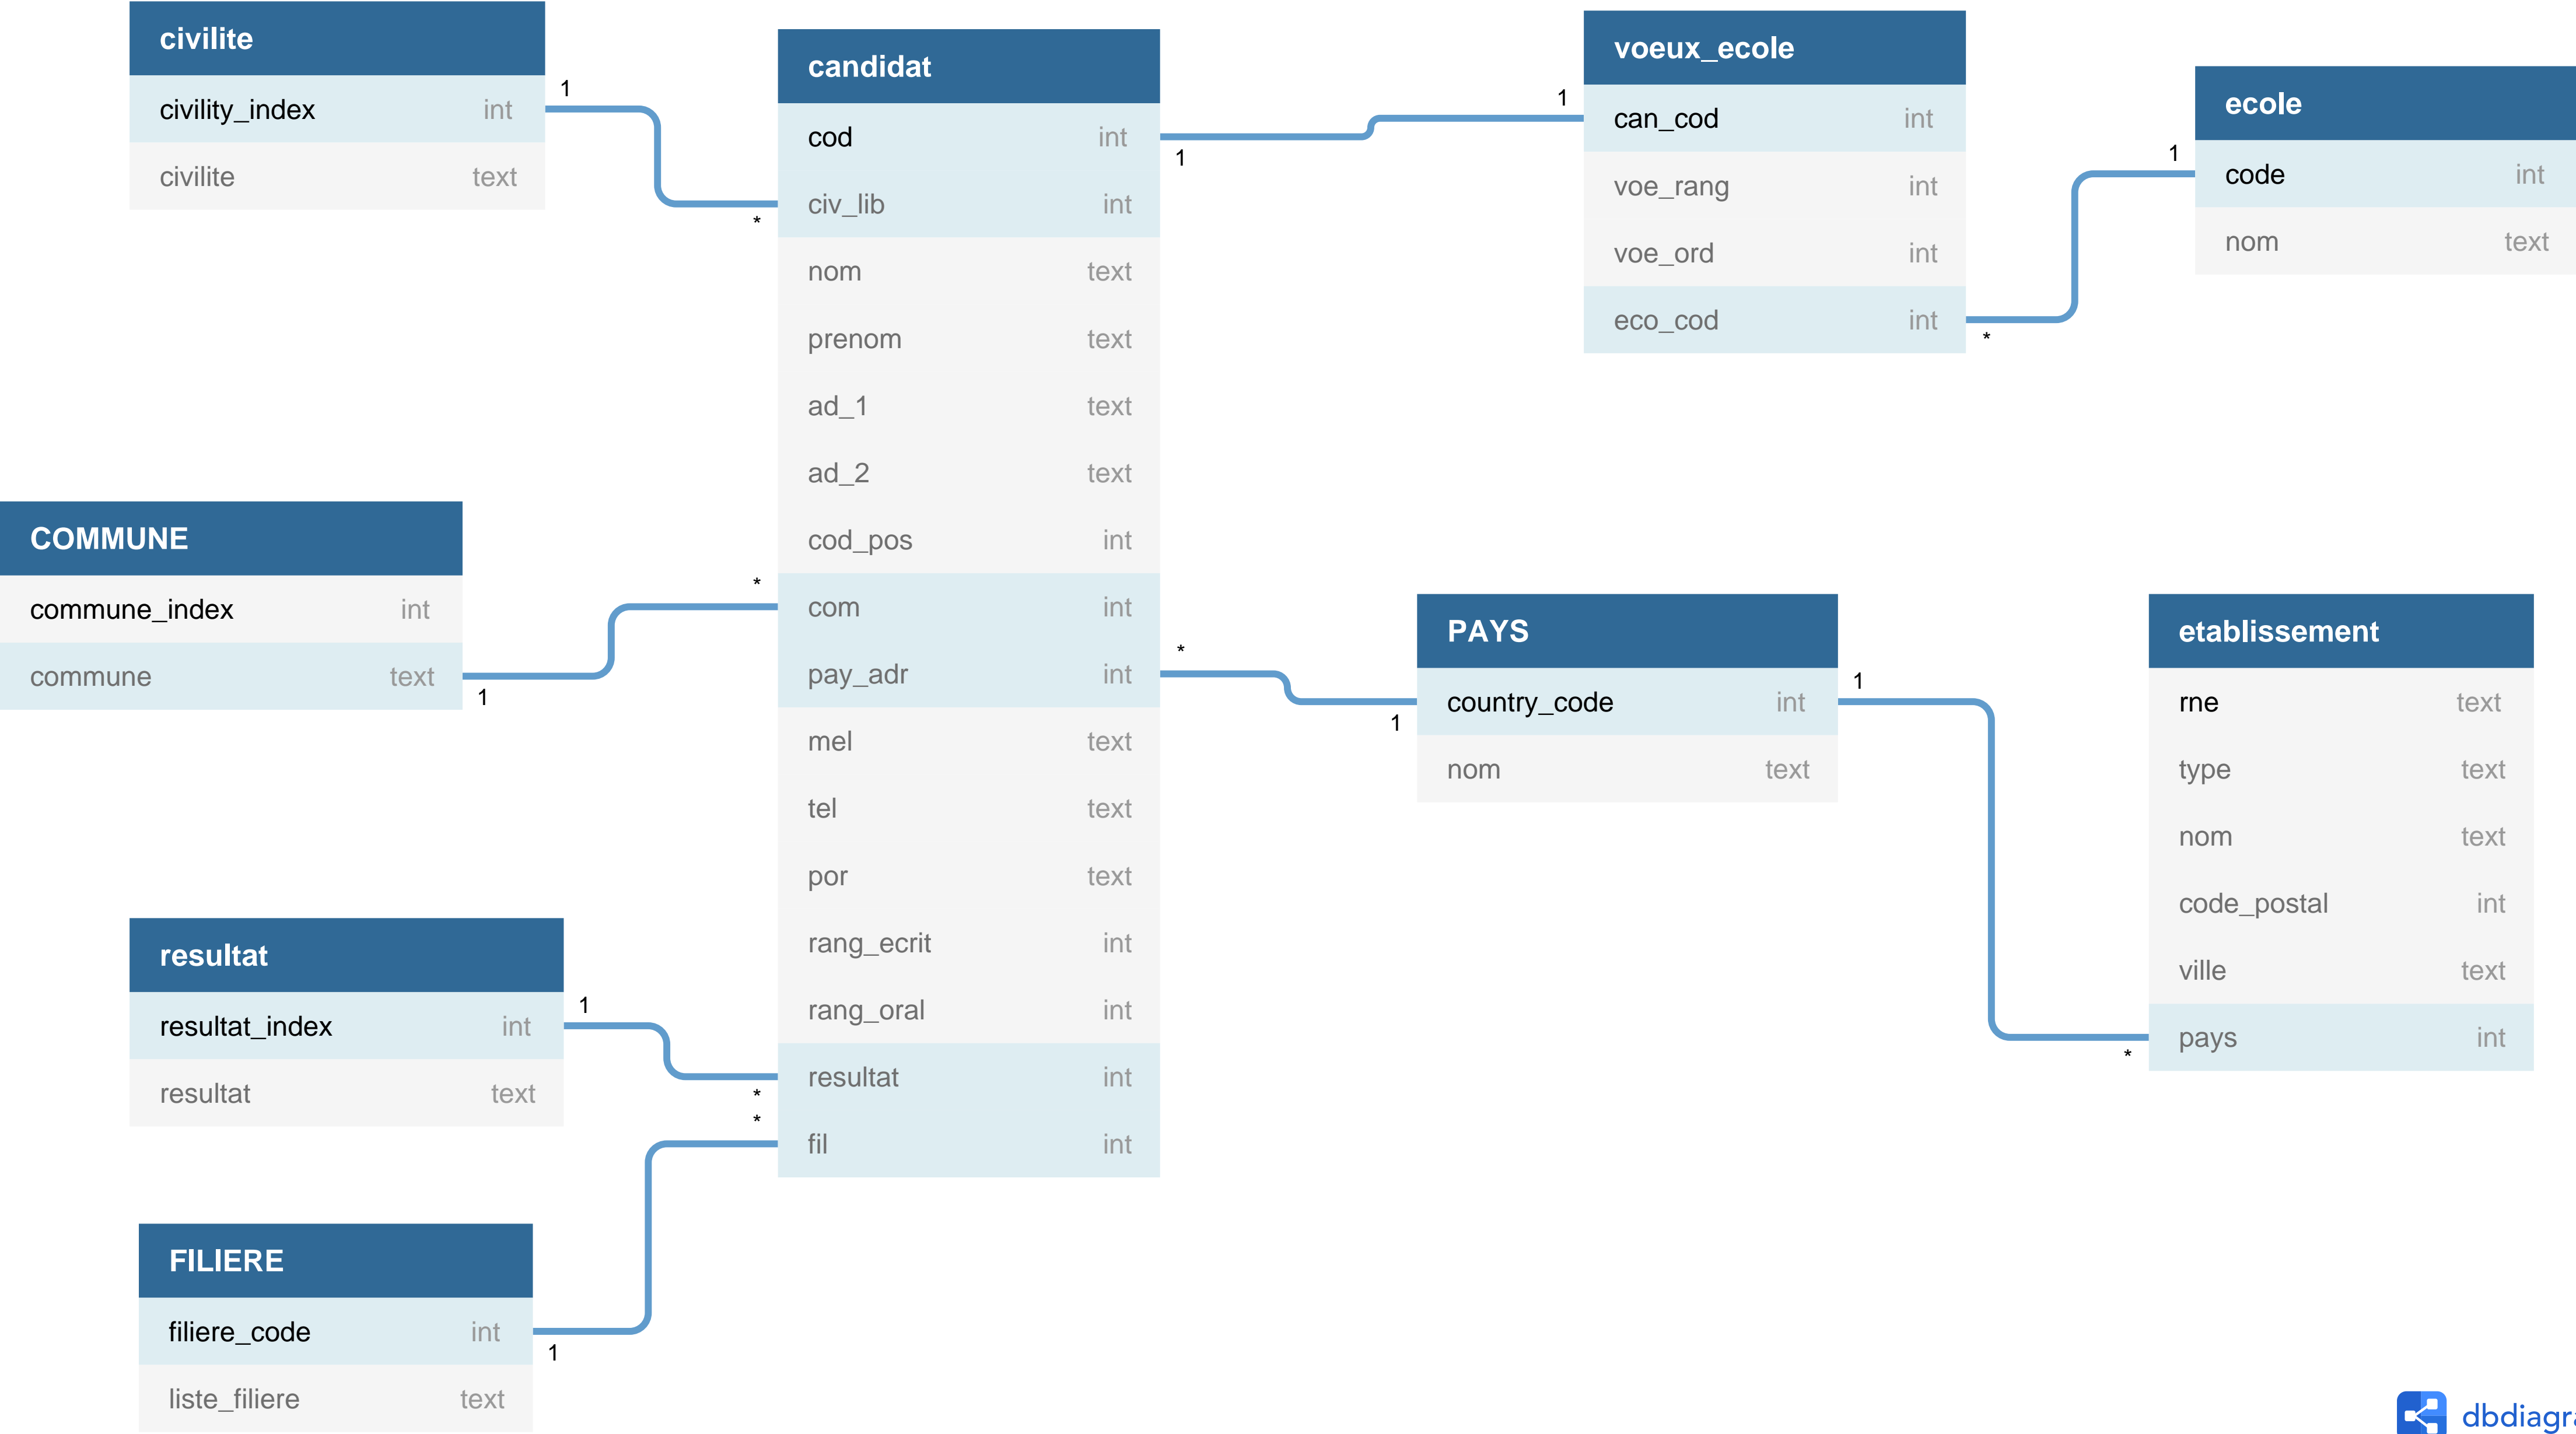 civilite
civility_index int
civilite text
1
*
candidat
cod int
civ_lib int
nom text
prenom text
ad_1 text
ad_2 text
cod_pos int
com int
pay_adr int
mel text
tel text
por text
rang_ecrit int
rang_oral int
resultat int
fil int
1
1
voeux_ecole
can_cod int
voe_rang int
voe_ord int
eco_cod int
*
1
ecole
code int
nom text
COMMUNE
commune_index int
commune text
1
*
*
1
PAYS
country_code int
nom text
1
*
etablissement
rne text
type text
nom text
code_postal int
ville text
pays int
resultat
resultat_index int
resultat text
1
*
*
FILIERE
filiere_code int
liste_filiere text
1